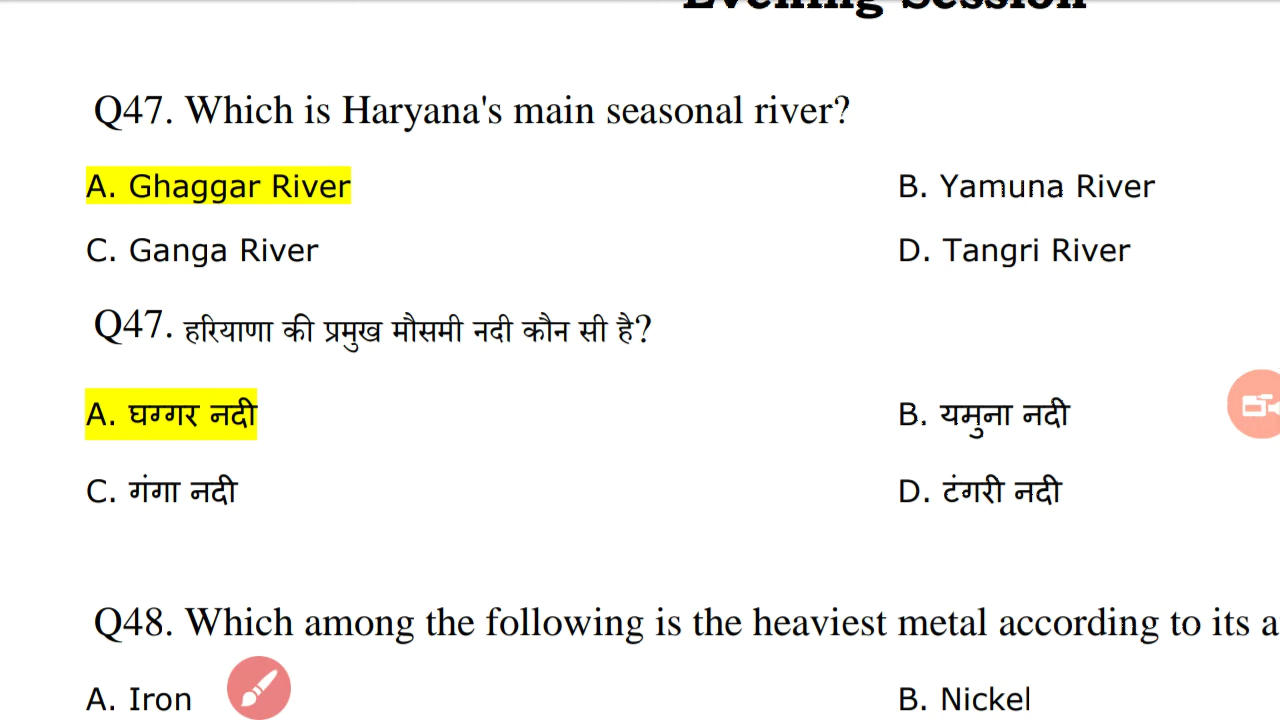 Evening Session
Q47. Which is Haryana's main seasonal river?
A. Ghaggar River B. Yamuna River
C. Ganga River D. Tangri River
Q47. हरियाणा की प्रमुख मौसमी नदी कौन सी है?
A. घग्गर नदी B. यमुना नदी
C. गंगा नदी D. टंगरी नदी
Q48. Which among the following is the heaviest metal according to its a
A. Iron B. Nickel